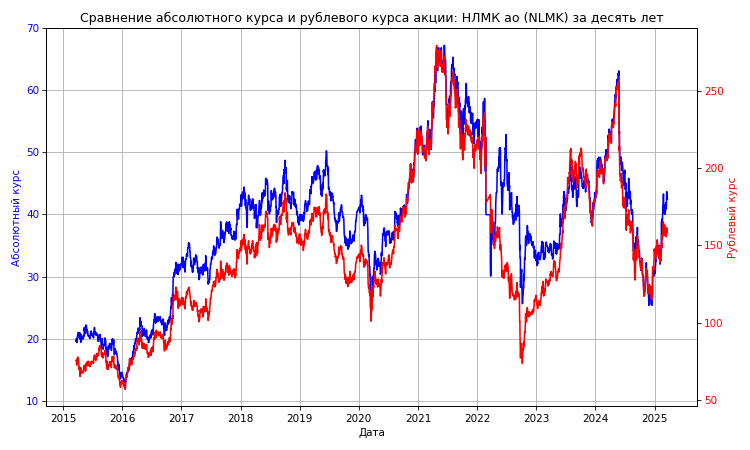 Сравнение абсолютного курса и рублевого курса акции: НЛМК ао (NLMK) за десять лет
70
60
50
40
30
20
10
Абсолютный курс
250
200
150
100
50
Рублевый курс
2015 2016 2017 2018 2019 2020 2021 2022 2023 2024 2025
Дата